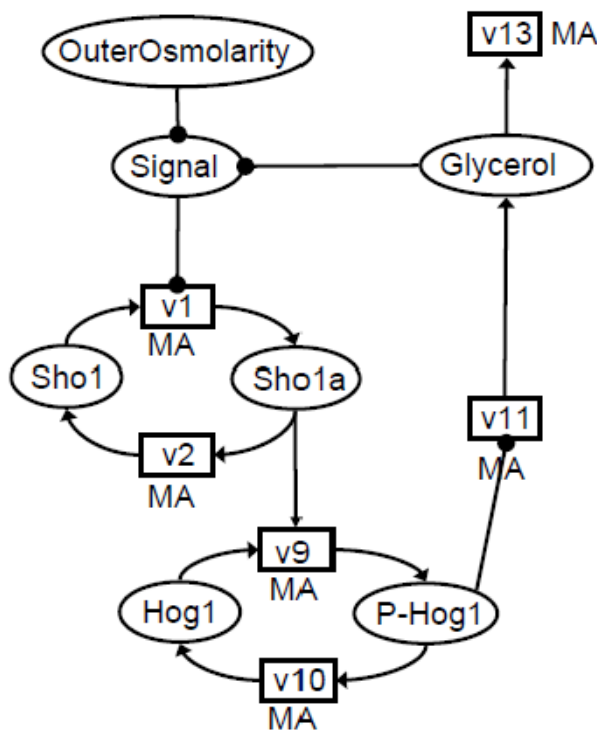 OuterOsmolarity
v13 MA
Signal
Glycerol
v1
MA
Sho1
Sho1a
v2
MA
v11
MA
v9
MA
Hog1
P-Hog1
v10
MA